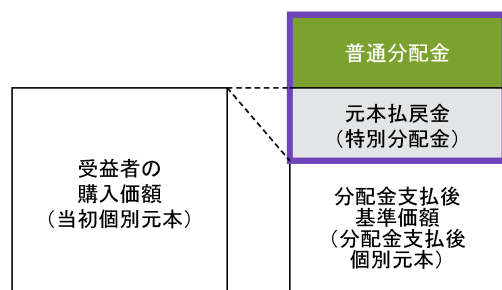 普通分配金
元本払戻金
（特別分配金）
受益者の
購入価額
（当初個別元本）
分配金支払後
基準価額
（分配金支払後
個別元本）